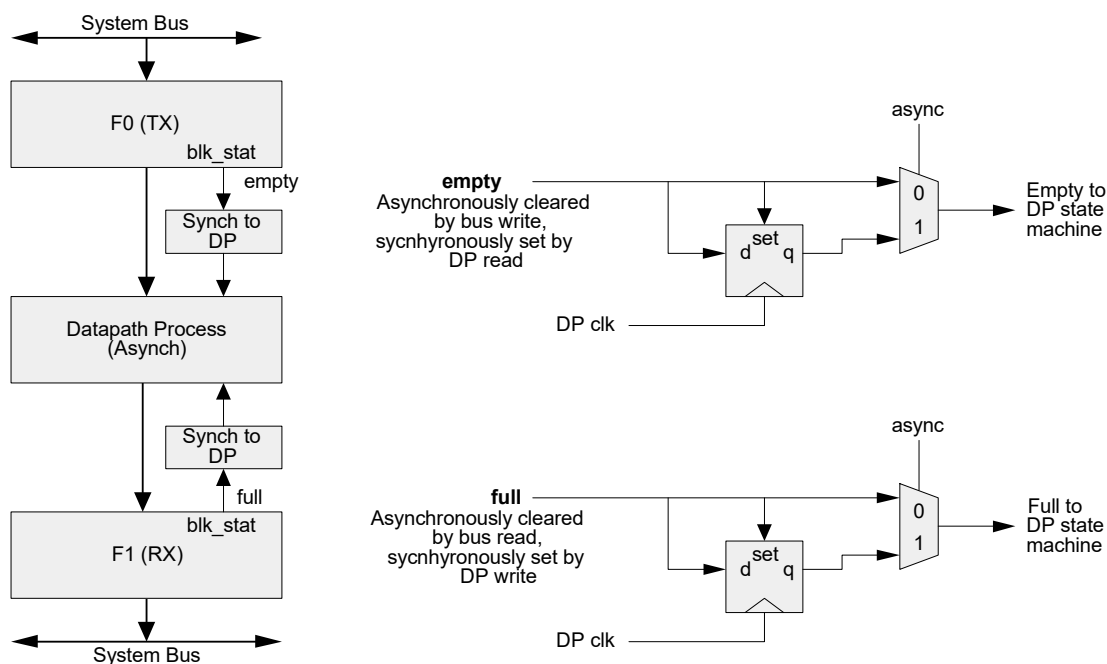 System Bus
F0 (TX)
blk_stat
empty
Synch to
DP
Datapath Process
(Asynch)
Synch to
DP
full
blk_stat
F1 (RX)
System Bus
async
empty
Asynchronously cleared
by bus write,
sycnhyronously set by
DP read
set
d q
DP clk
0
1
Empty to
DP state
machine
async
full
Asynchronously cleared
by bus read,
sycnhyronously set by
DP write
set
d q
DP clk
0
1
Full to
DP state
machine